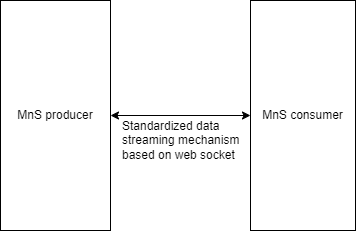 MnS producer
MnS consumer
Standardized data
streaming mechanism
based on web socket